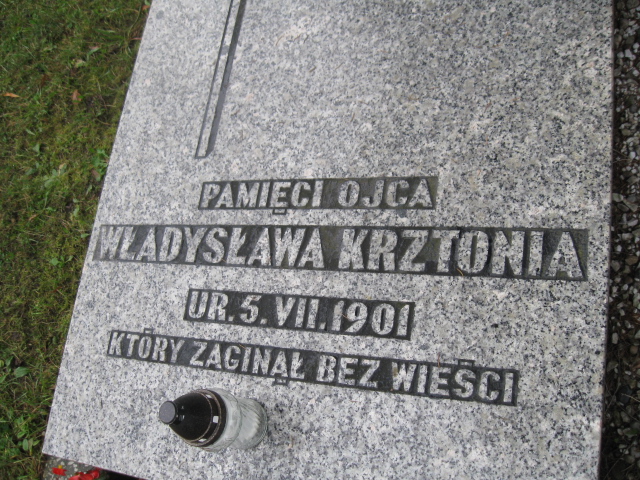 PAMIĘCI OJCA
WŁADYSŁAWA KRZTONIA
UR. 5. VII. 1901
KTÓRY ZAGINĄŁ BEZ WIEŚCI